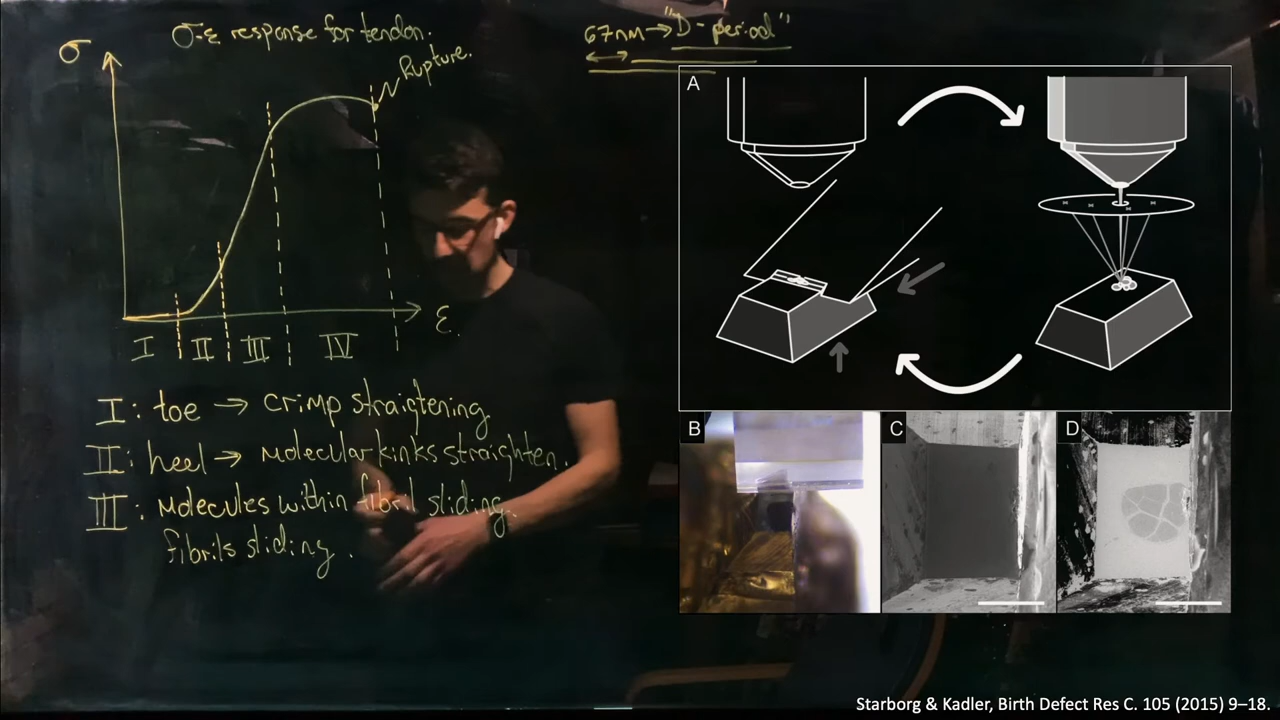 σ-ε response for tendon.
σ
Rupture.
ε
I II III IV
I: toe → crimp straigtening.
II: heel → molecular kinks straighten.
III: Molecules within fibril sliding.
fibrils sliding.
67nm → "D-period"
A
B
C
D
Starborg & Kadler, Birth Defect Res C. 105 (2015) 9–18.